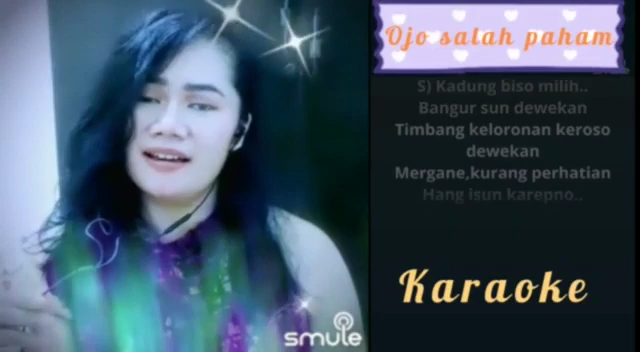 Ojo salah paham
S) Kadung biso milih..
Bangur sun dewekan
Timbang keloronan keroso
dewekan
Mergane,kurang perhatian
Hang isun karepno..
Karaoke
smule